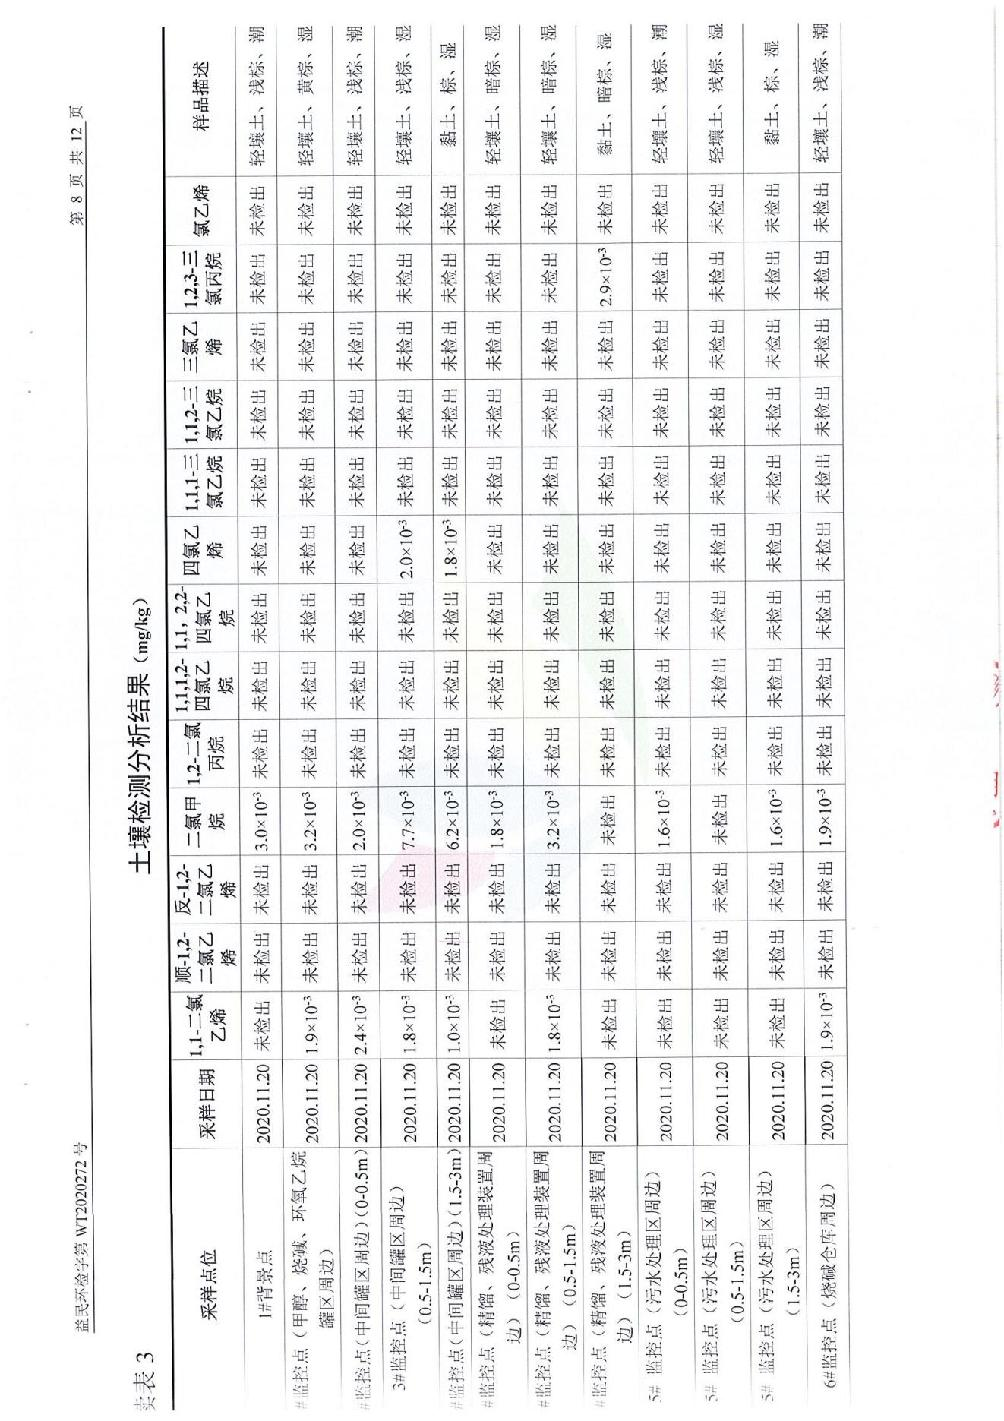 益民环检字第 WT2020272 号 第 8 页 共 12 页
续表 3 土壤检测分析结果（mg/kg）
采样点位 采样日期 1,1-二氯乙烯 顺-1,2-二氯乙烯 反-1,2-二氯乙烯 二氯甲烷 1,2-二氯丙烷 1,1,1,2-四氯乙烷 1,1，2,2-四氯乙烷 四氯乙烯 1,1,1-三氯乙烷 1,1,2-三氯乙烷 三氯乙烯 1,2,3-三氯丙烷 氯乙烯 样品描述
1#背景点 2020.11.20 未检出 未检出 未检出 3.0×10⁻³ 未检出 未检出 未检出 未检出 未检出 未检出 未检出 未检出 未检出 轻壤土、浅棕、潮
#监控点（甲醇、烧碱、环氧乙烷罐区周边） 2020.11.20 1.9×10⁻³ 未检出 未检出 3.2×10⁻³ 未检出 未检出 未检出 未检出 未检出 未检出 未检出 未检出 未检出 轻壤土、黄棕、湿
#监控点(中间罐区周边)(0-0.5m) 2020.11.20 2.4×10⁻³ 未检出 未检出 2.0×10⁻³ 未检出 未检出 未检出 未检出 未检出 未检出 未检出 未检出 未检出 轻壤土、浅棕、潮
3#监控点（中间罐区周边）（0.5-1.5m） 2020.11.20 1.8×10⁻³ 未检出 未检出 7.7×10⁻³ 未检出 未检出 未检出 2.0×10⁻³ 未检出 未检出 未检出 未检出 未检出 轻壤土、浅棕、湿
#监控点(中间罐区周边)(1.5-3m) 2020.11.20 1.0×10⁻³ 未检出 未检出 6.2×10⁻³ 未检出 未检出 未检出 1.8×10⁻³ 未检出 未检出 未检出 未检出 未检出 黏土、棕、湿
#监控点（精馏、残液处理装置周边）（0-0.5m） 2020.11.20 未检出 未检出 未检出 1.8×10⁻³ 未检出 未检出 未检出 未检出 未检出 未检出 未检出 未检出 未检出 轻壤土、暗棕、湿
#监控点（精馏、残液处理装置周边）（0.5-1.5m） 2020.11.20 1.8×10⁻³ 未检出 未检出 3.2×10⁻³ 未检出 未检出 未检出 未检出 未检出 未检出 未检出 未检出 未检出 轻壤土、暗棕、湿
#监控点（精馏、残液处理装置周边）（1.5-3m） 2020.11.20 未检出 未检出 未检出 未检出 未检出 未检出 未检出 未检出 未检出 未检出 未检出 2.9×10⁻³ 未检出 黏土、暗棕、湿
5# 监控点（污水处理区周边）（0-0.5m） 2020.11.20 未检出 未检出 未检出 1.6×10⁻³ 未检出 未检出 未检出 未检出 未检出 未检出 未检出 未检出 未检出 轻壤土、浅棕、潮
5# 监控点（污水处理区周边）（0.5-1.5m） 2020.11.20 未检出 未检出 未检出 未检出 未检出 未检出 未检出 未检出 未检出 未检出 未检出 未检出 未检出 轻壤土、浅棕、湿
5# 监控点（污水处理区周边）（1.5-3m） 2020.11.20 未检出 未检出 未检出 1.6×10⁻³ 未检出 未检出 未检出 未检出 未检出 未检出 未检出 未检出 未检出 黏土、棕、湿
6#监控点（烧碱仓库周边） 2020.11.20 1.9×10⁻³ 未检出 未检出 1.9×10⁻³ 未检出 未检出 未检出 未检出 未检出 未检出 未检出 未检出 未检出 轻壤土、浅棕、潮